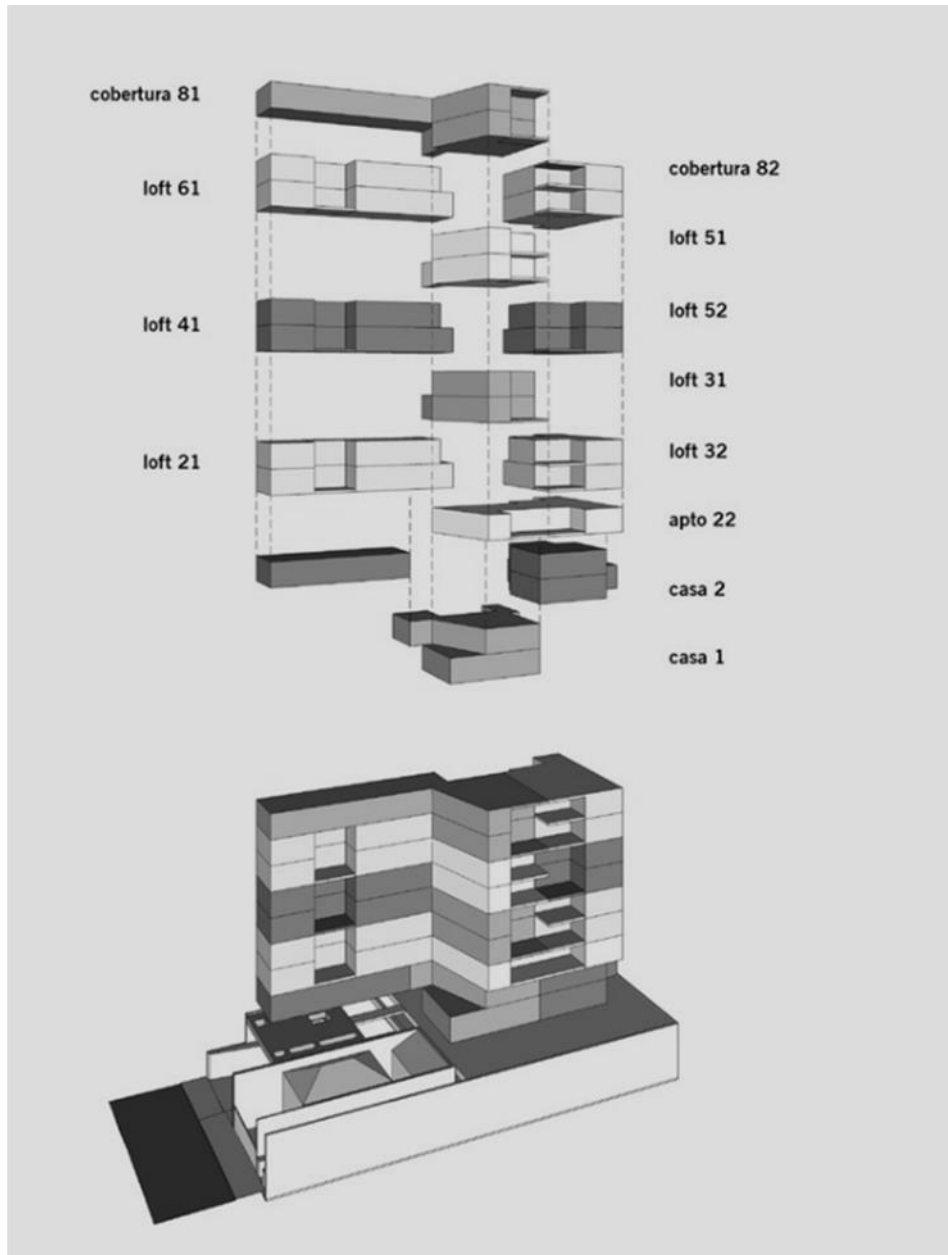 cobertura 81
cobertura 82
loft 61
loft 51
loft 52
loft 41
loft 31
loft 32
loft 21
apto 22
casa 2
casa 1